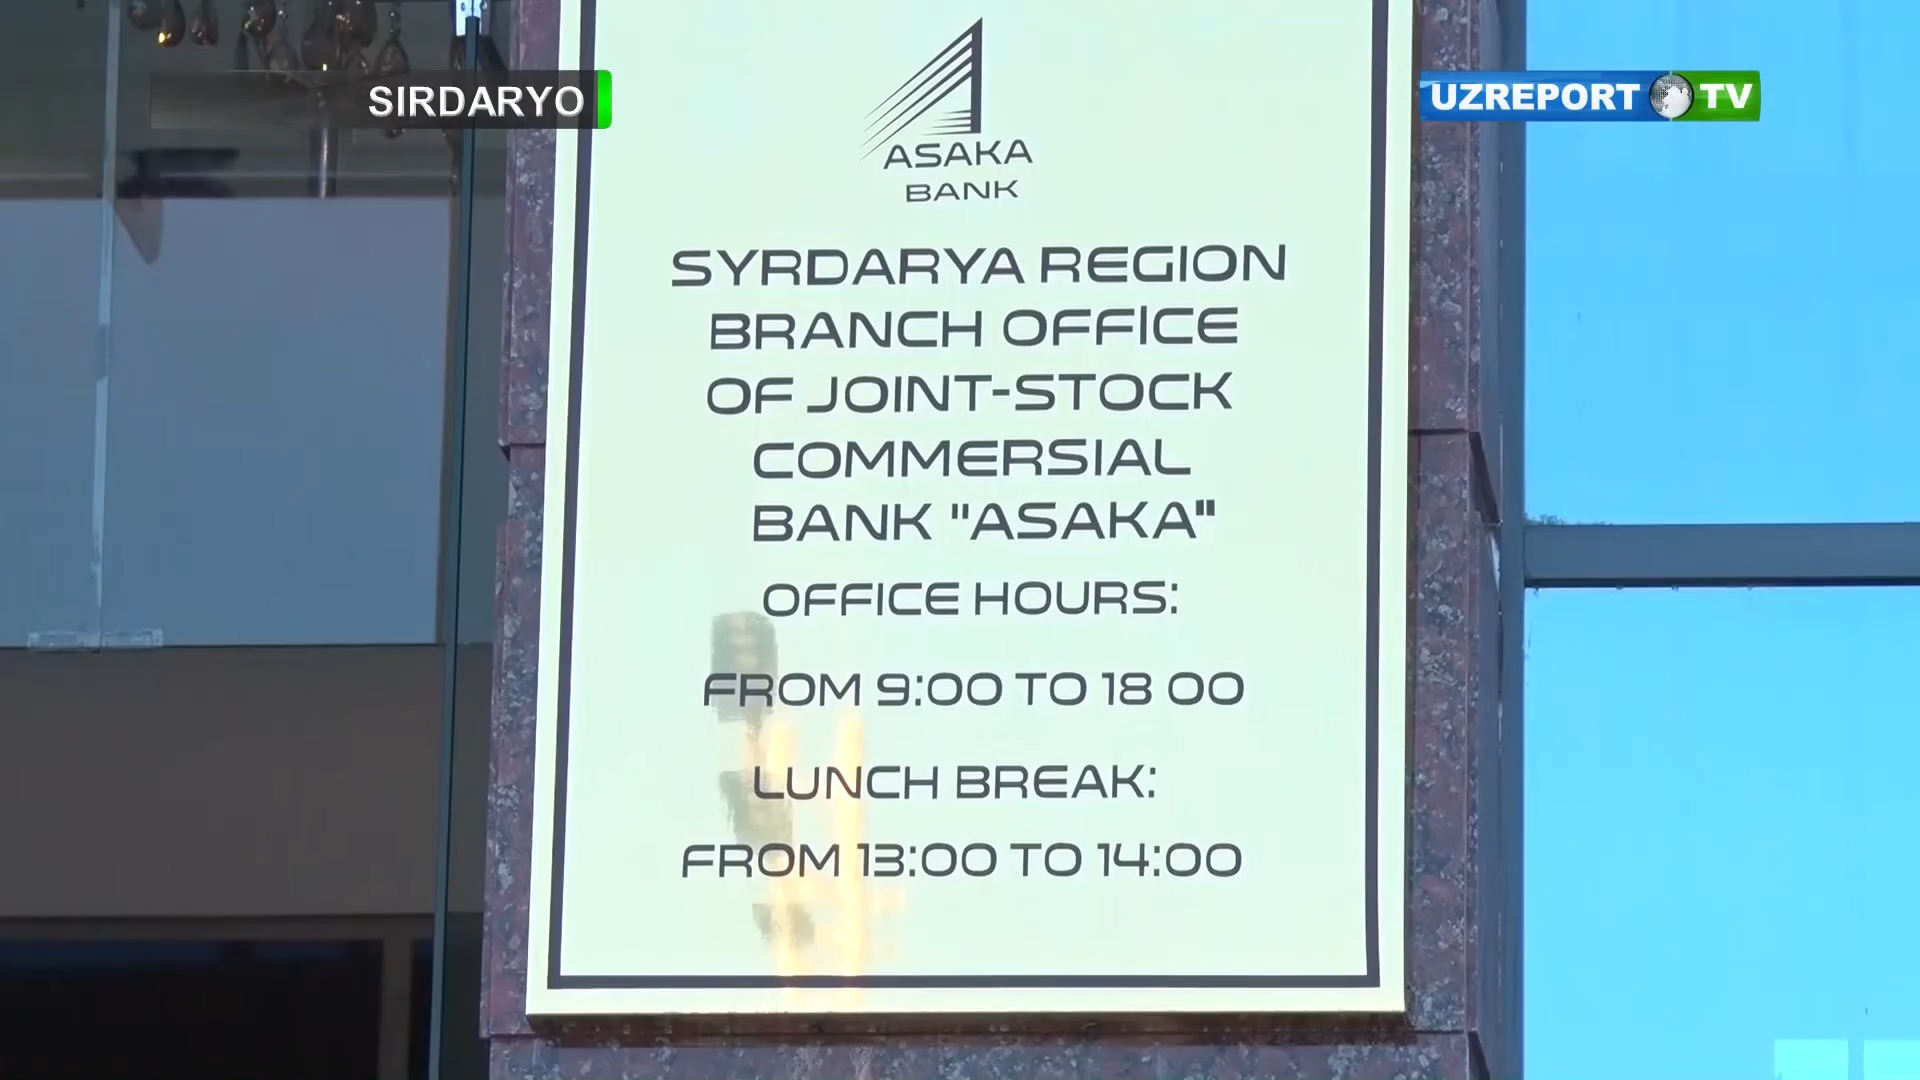 SIRDARYO
UZREPORT TV
ASAKA
BANK
SYRDARYA REGION
BRANCH OFFICE
OF JOINT-STOCK
COMMERSIAL
BANK "ASAKA"
OFFICE HOURS:
FROM 9:00 TO 18 00
LUNCH BREAK:
FROM 13:00 TO 14:00